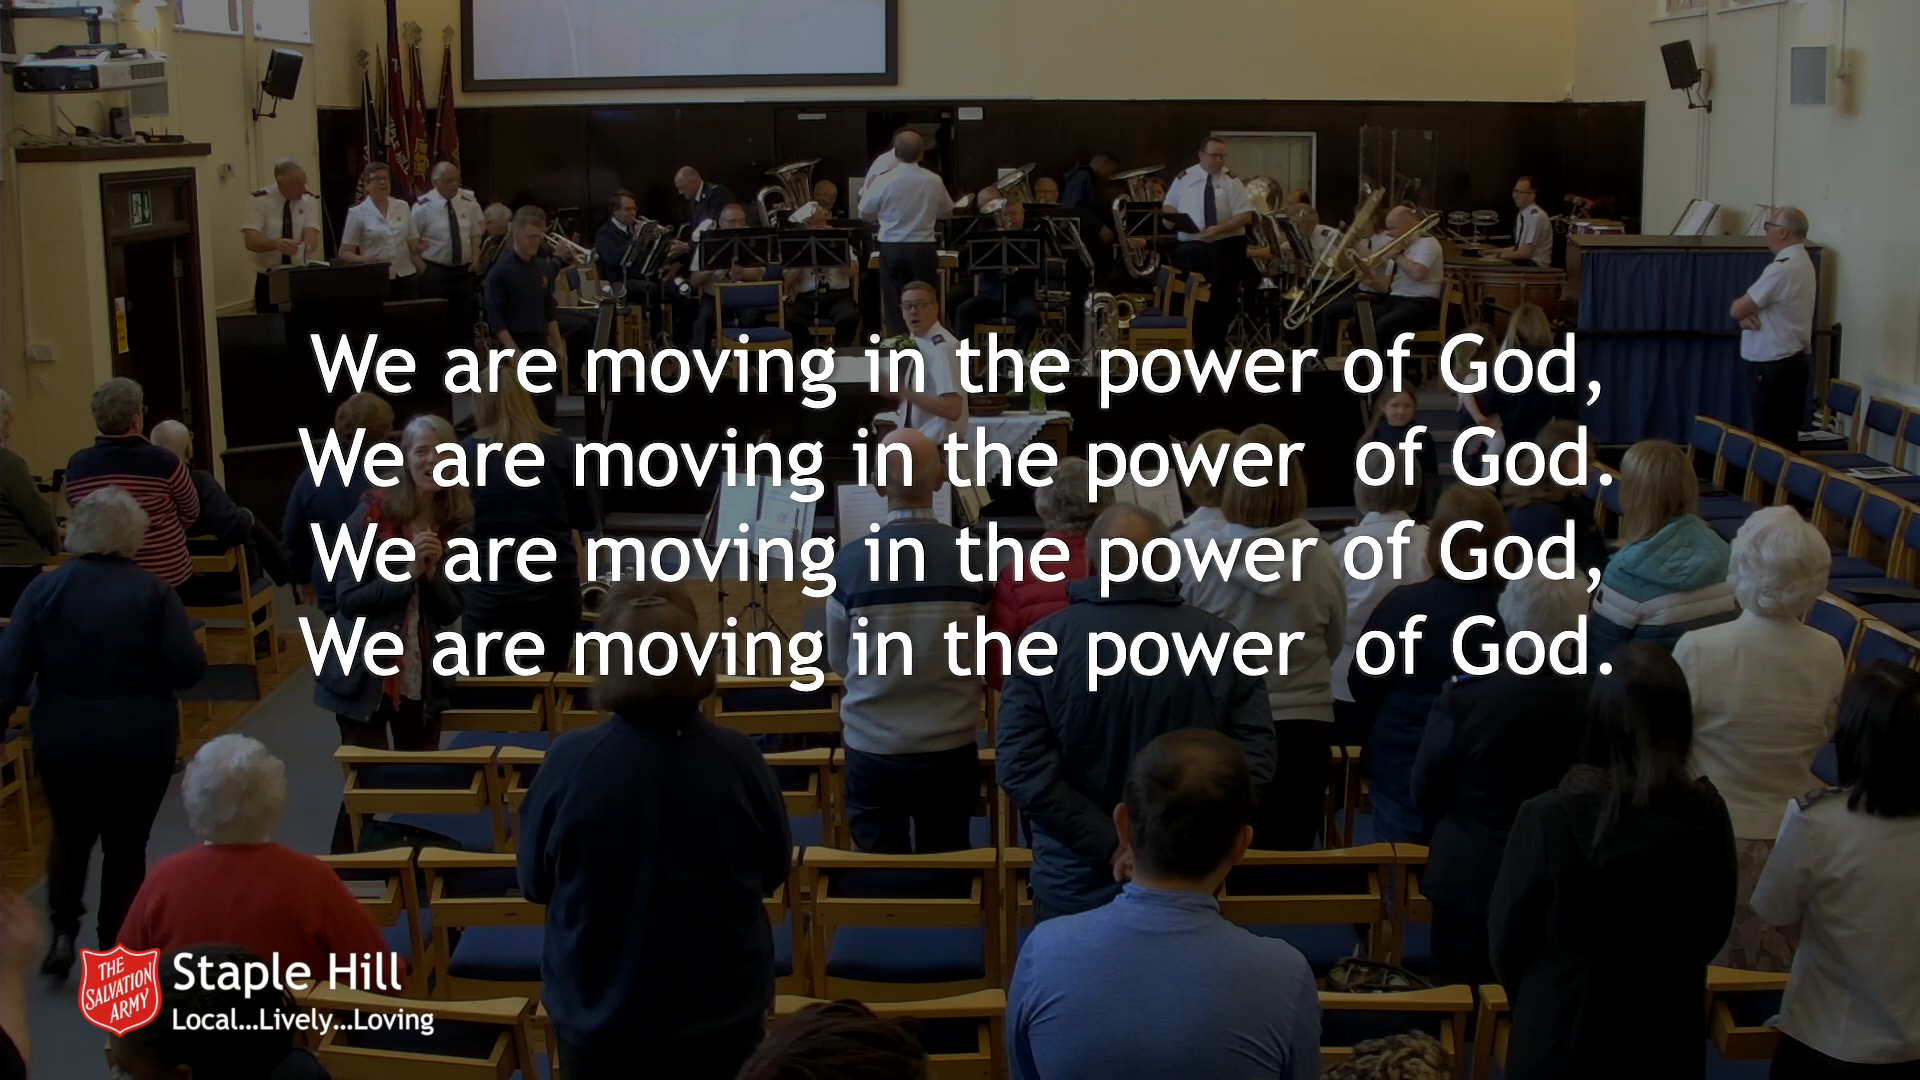 We are moving in the power of God,
We are moving in the power  of God.
We are moving in the power of God,
We are moving in the power  of God.
THE
SALVATION
ARMY
Staple Hill
Local...Lively...Loving